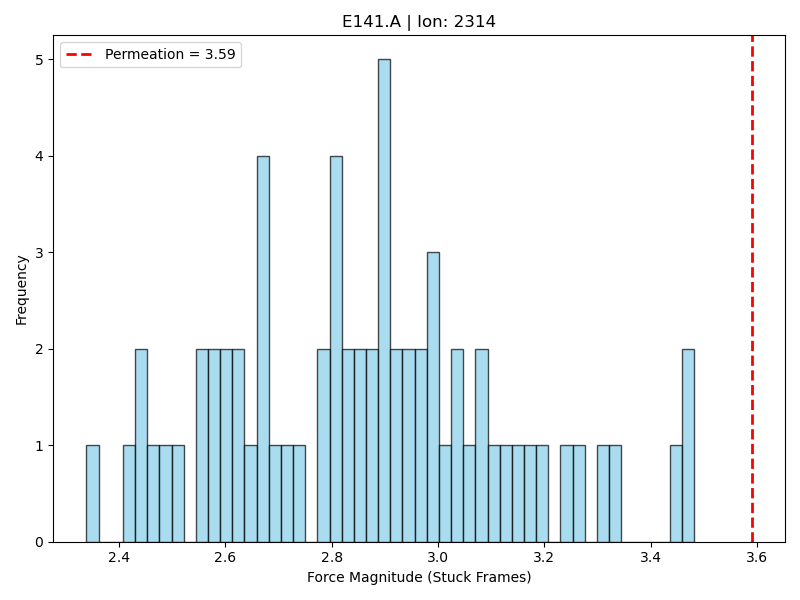 E141.A | Ion: 2314
Permeation = 3.59
Frequency
5
4
3
2
1
0
2.4 2.6 2.8 3.0 3.2 3.4 3.6
Force Magnitude (Stuck Frames)